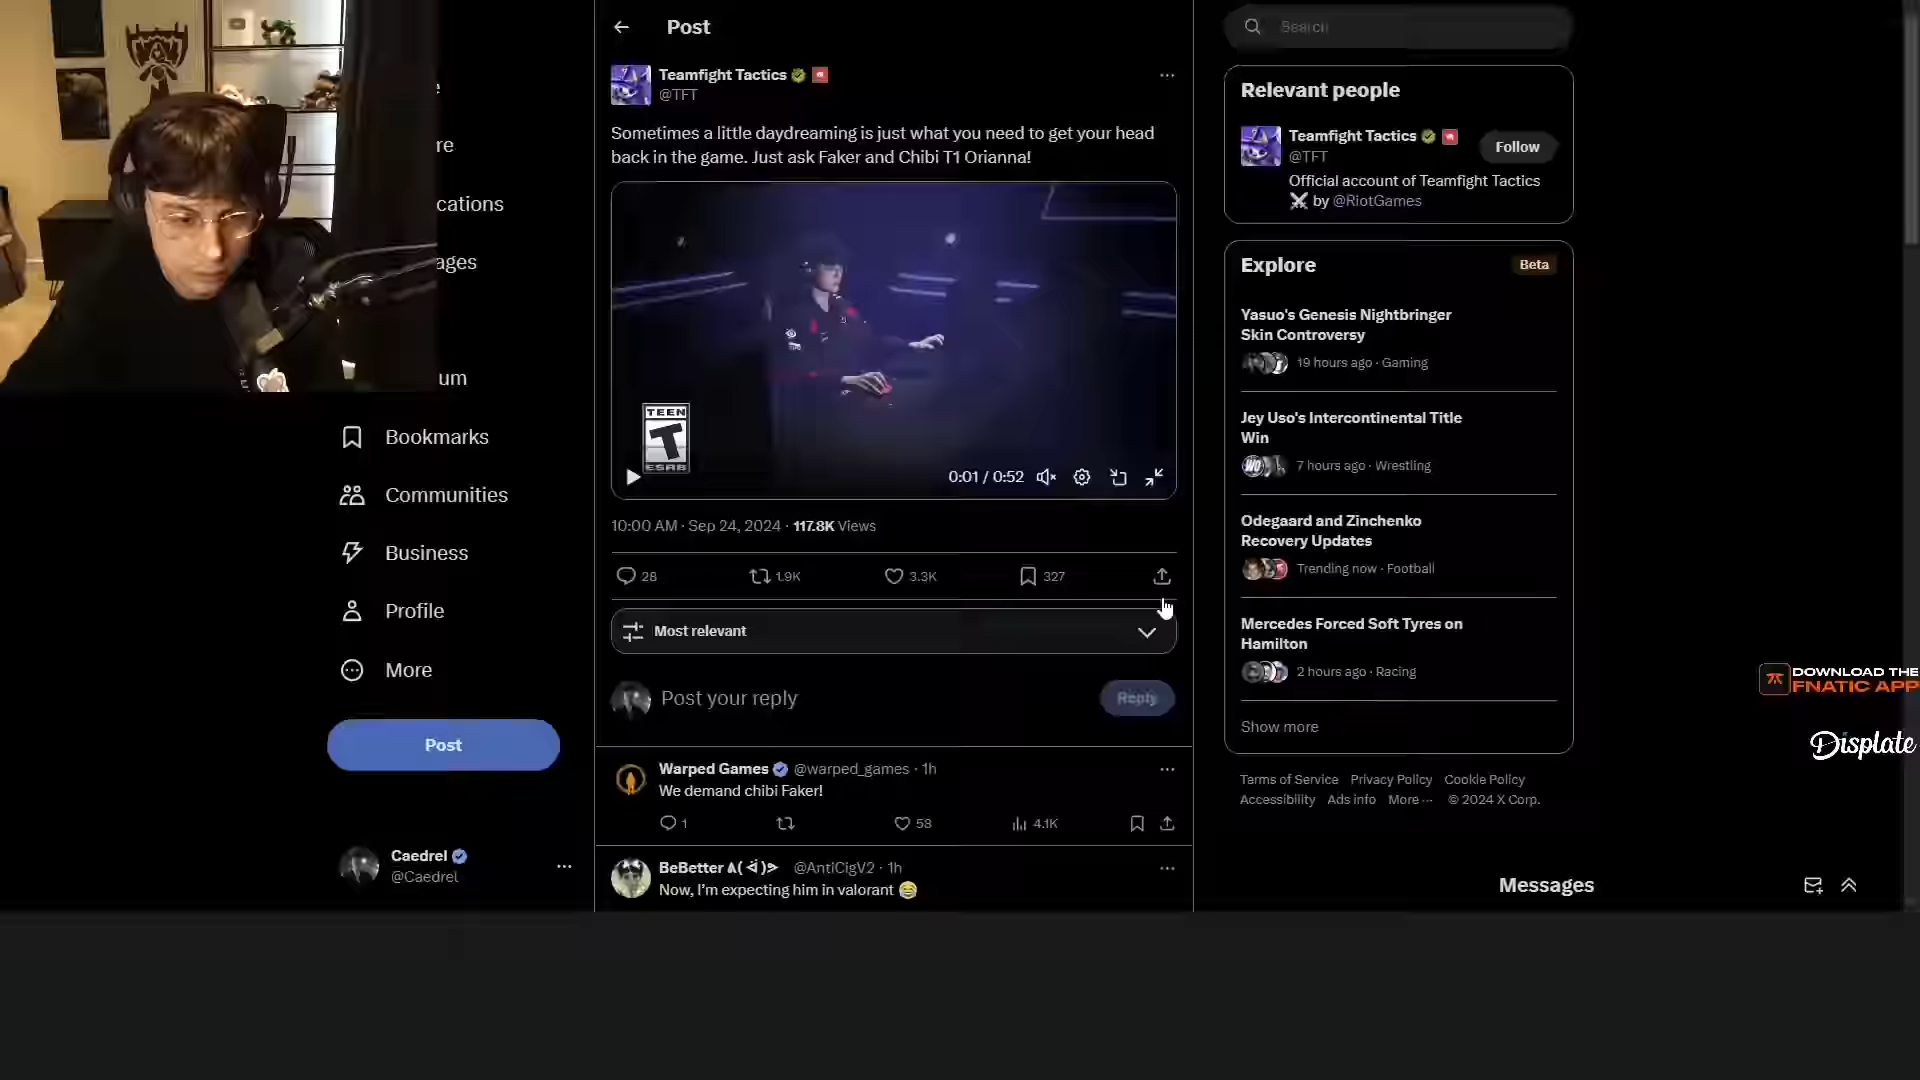 Post
Teamfight Tactics
@TFT
Sometimes a little daydreaming is just what you need to get your head
back in the game. Just ask Faker and Chibi T1 Orianna!
TEEN
T
ESRB
0:01 / 0:52
10:00 AM · Sep 24, 2024 · 117.8K Views
28
1.9K
3.3K
327
Most relevant
Post your reply
Reply
Warped Games @warped_games · 1h
We demand chibi Faker!
1
53
4.1K
BeBetter @AntiCigV2 · 1h
Now, I'm expecting him in valorant 😂
re
cations
ages
um
Bookmarks
Communities
Business
Profile
More
Post
Caedrel
@Caedrel
Search
Relevant people
Teamfight Tactics
@TFT
Follow
Official account of Teamfight Tactics
⚔ by @RiotGames
Explore
Beta
Yasuo's Genesis Nightbringer
Skin Controversy
19 hours ago · Gaming
Jey Uso's Intercontinental Title
Win
7 hours ago · Wrestling
Odegaard and Zinchenko
Recovery Updates
Trending now · Football
Mercedes Forced Soft Tyres on
Hamilton
2 hours ago · Racing
Show more
Terms of Service Privacy Policy Cookie Policy
Accessibility Ads info More ··· © 2024 X Corp.
Messages
DOWNLOAD THE
FNATIC APP
Displate